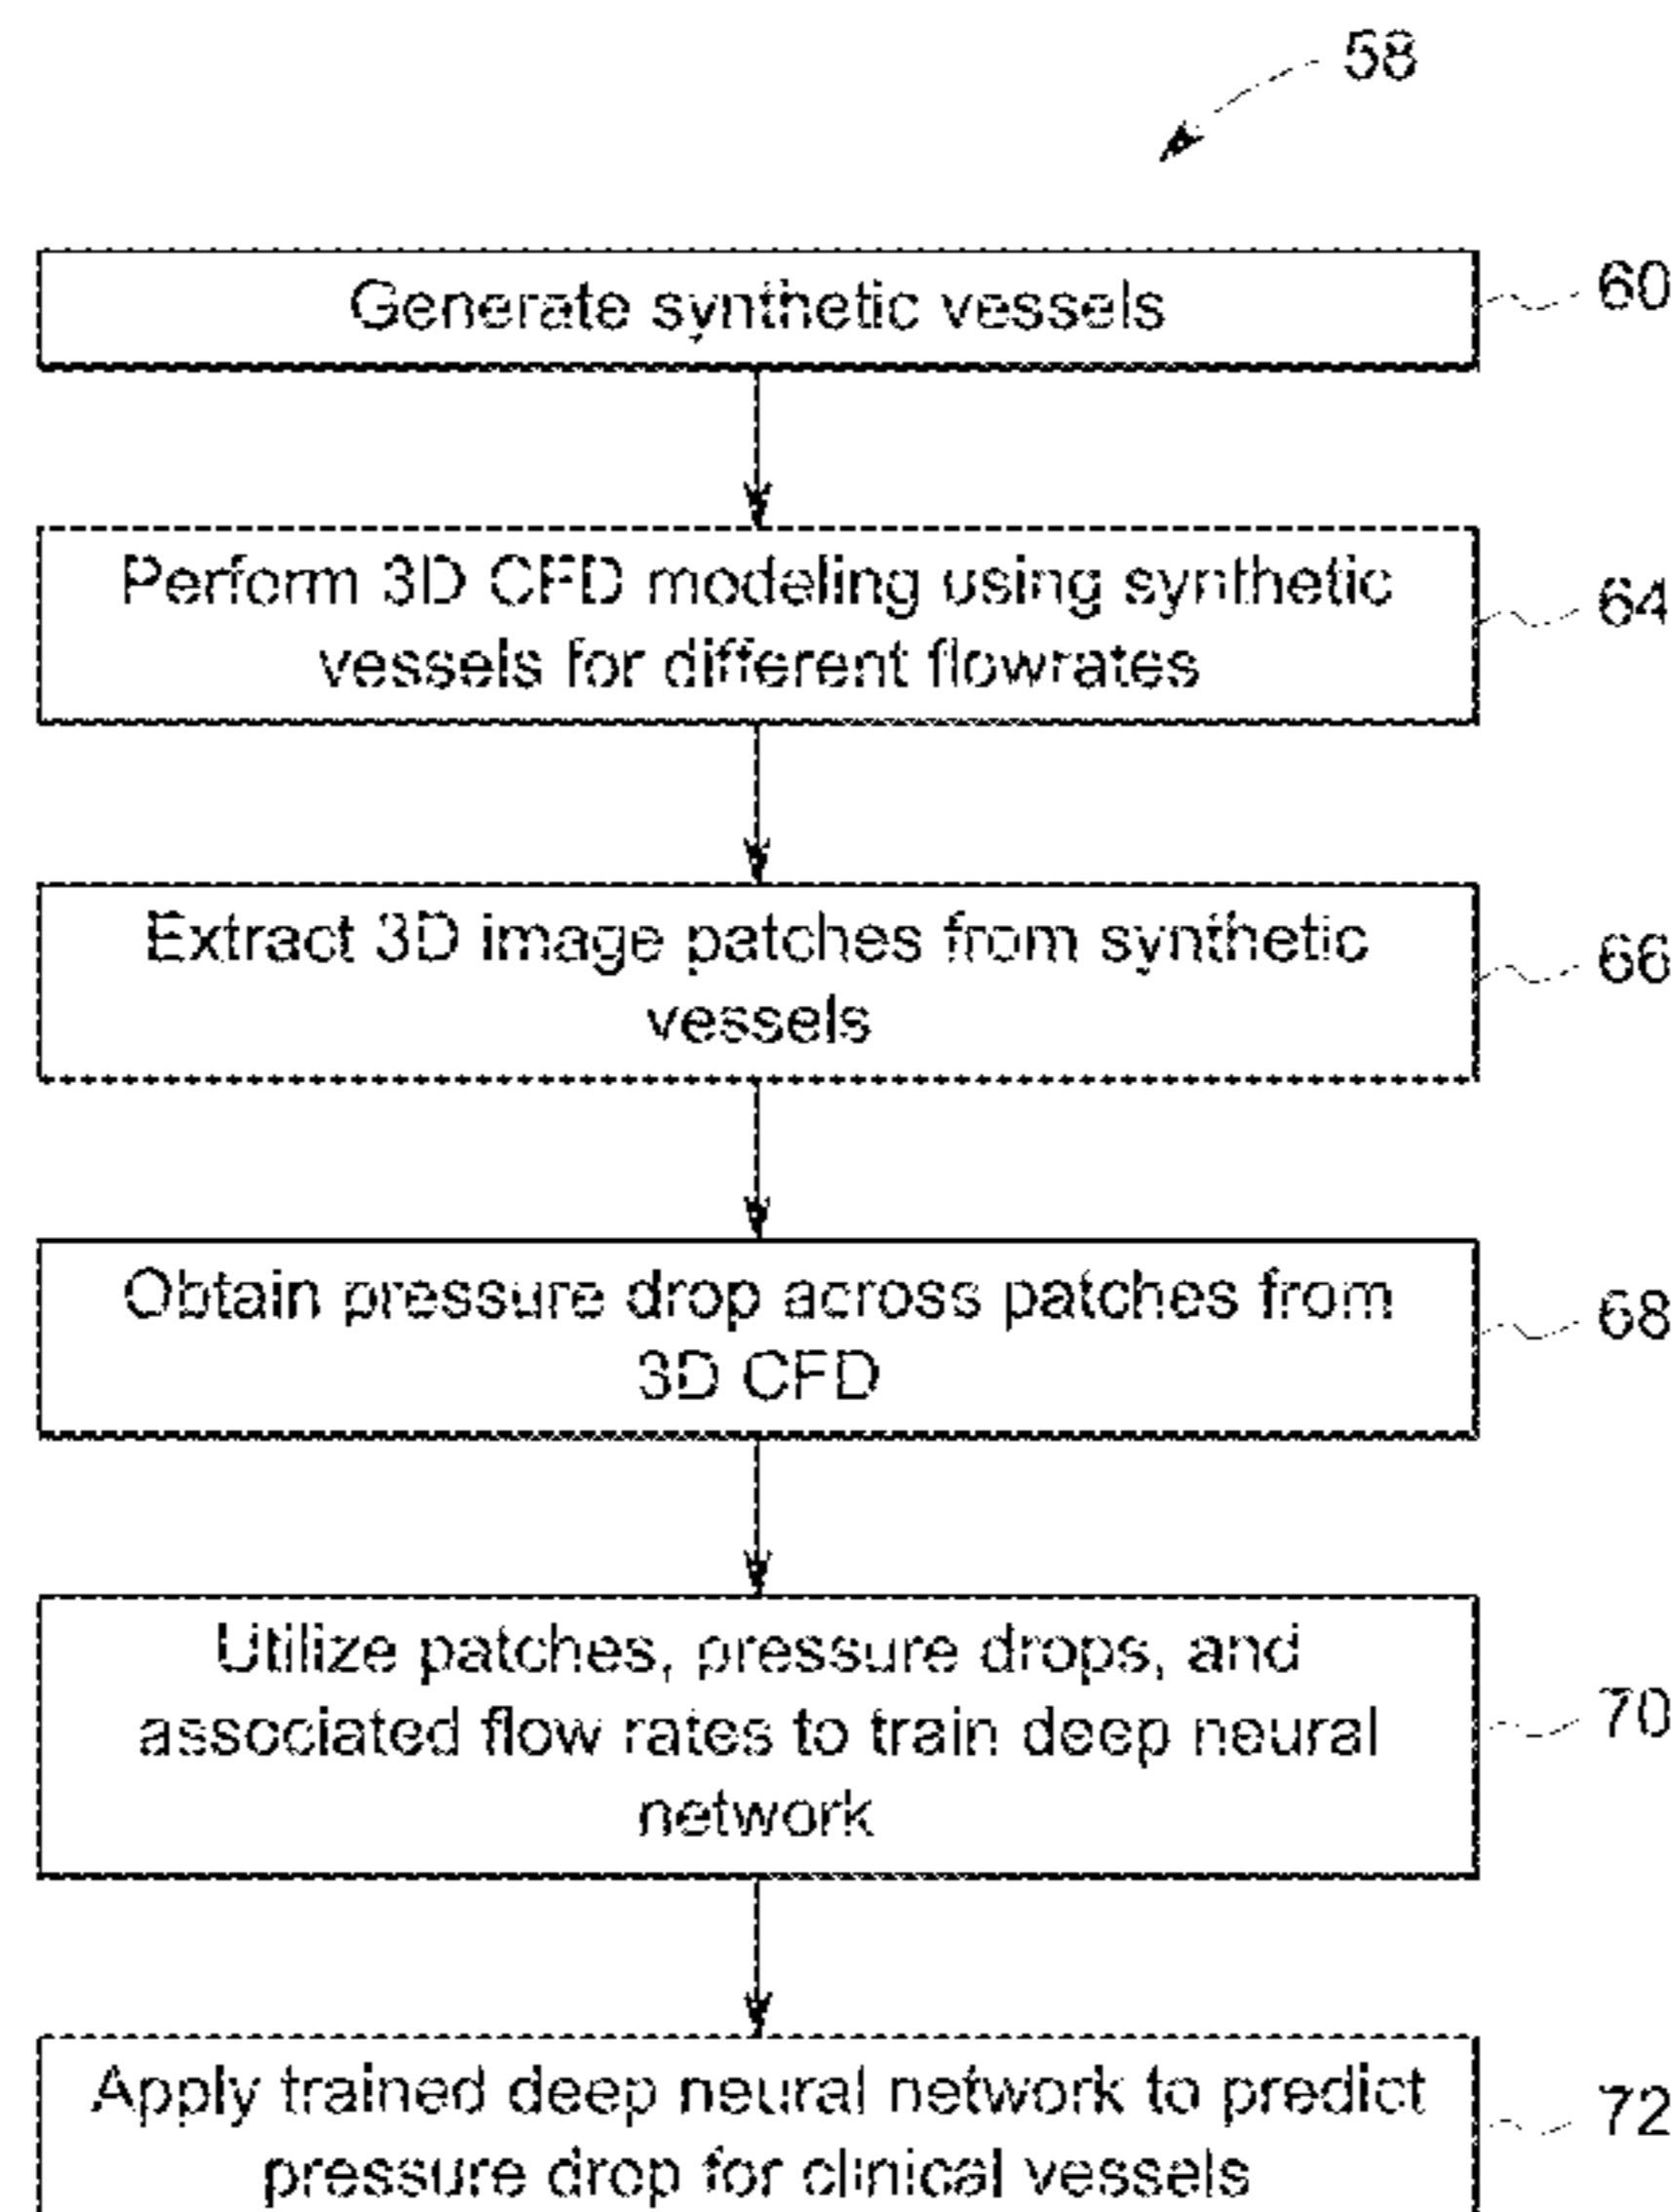 58
Generate synthetic vessels
60
Perform 3D CFD modeling using synthetic
vessels for different flowrates
64
Extract 3D image patches from synthetic
vessels
66
Obtain pressure drop across patches from
3D CFD
68
Utilize patches, pressure drops, and
associated flow rates to train deep neural
network
70
Apply trained deep neural network to predict
pressure drop for clinical vessels
72